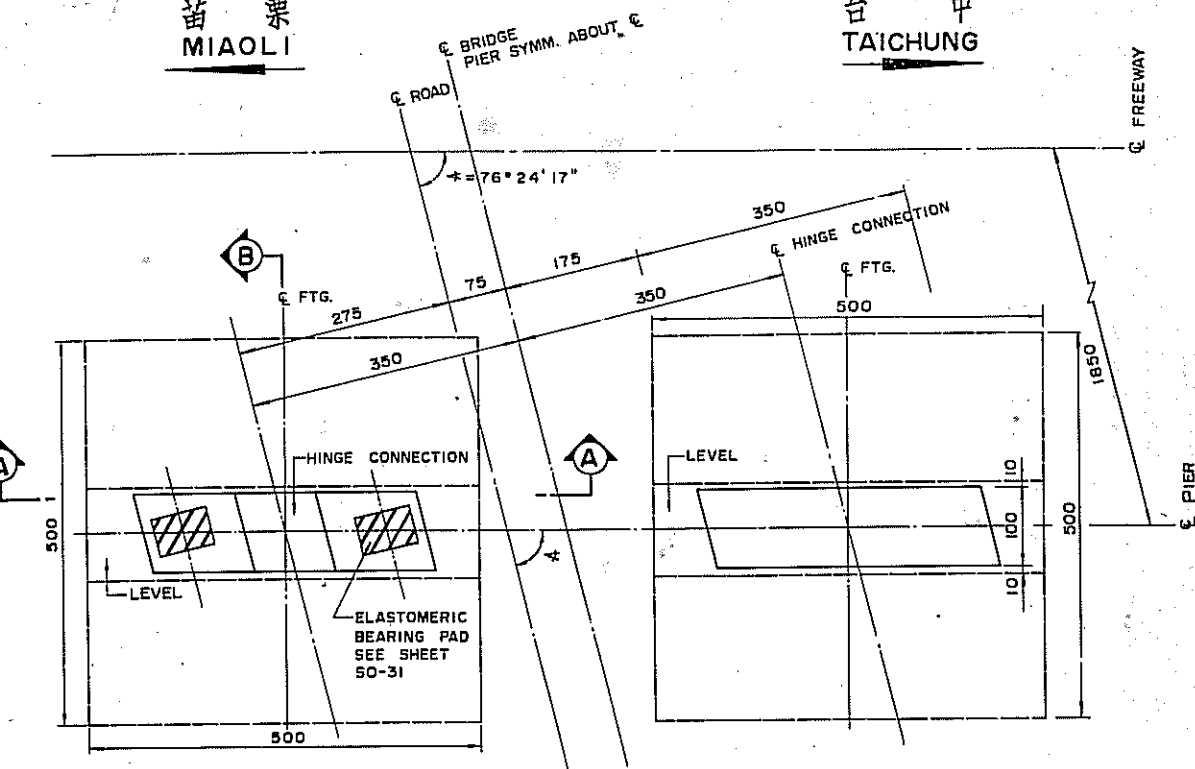 苗 栗
MIAOLI
台 中
TAICHUNG
℄ BRIDGE
PIER SYMM. ABOUT ℄
℄ ROAD
℄ FREEWAY
∠=76°24'17"
350
℄ HINGE CONNECTION
175
75
275
B
℄ FTG.
℄ FTG.
350
350
500
1850
A
HINGE CONNECTION
A
LEVEL
10
100
10
500
500
℄ PIER
∠
LEVEL
ELASTOMERIC
BEARING PAD
SEE SHEET
SO-31
500